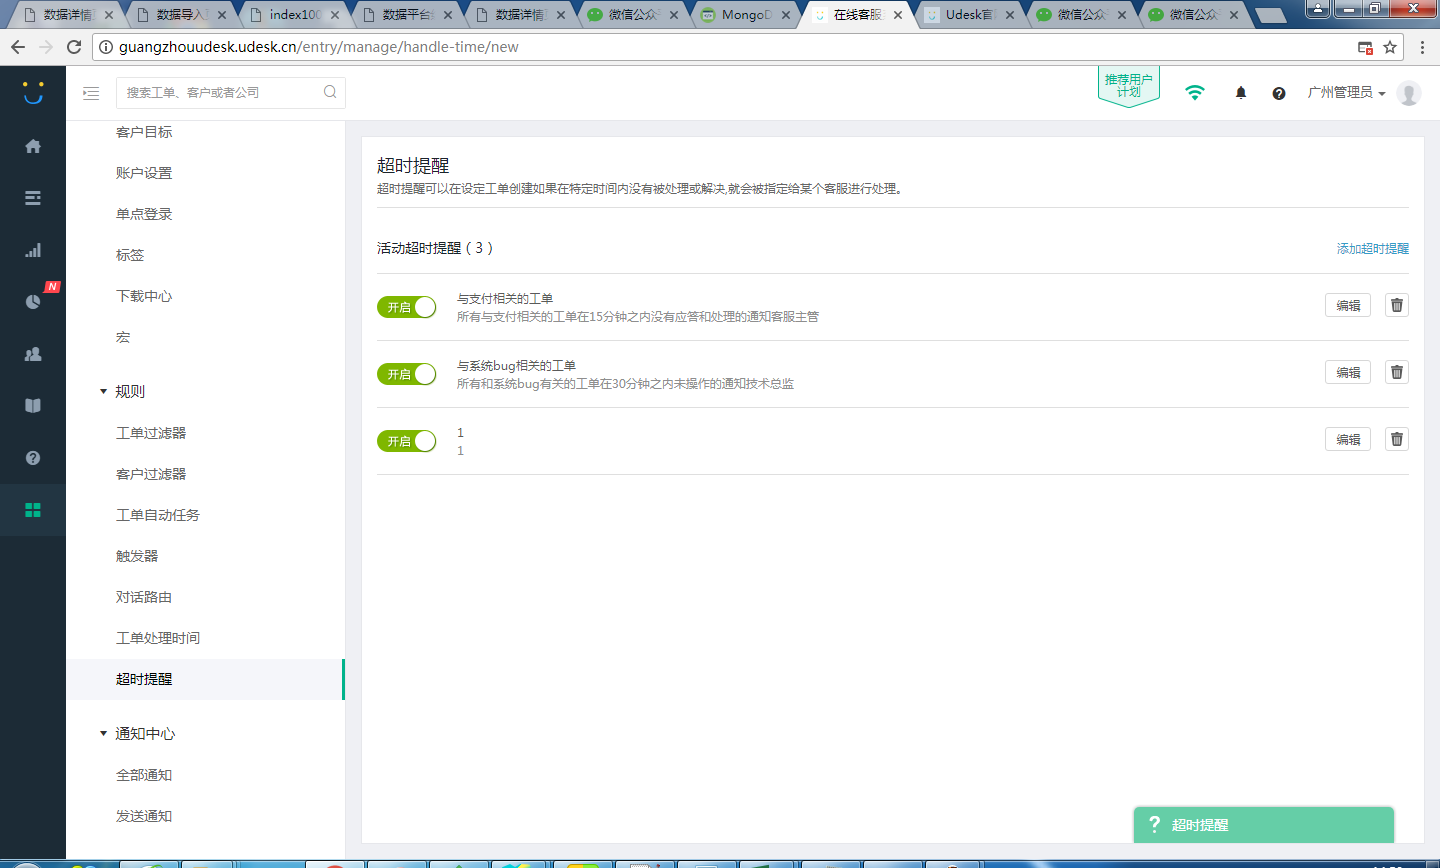 数据详情
数据导入
index100
数据平台
数据详情
微信公众
MongoD
在线客服
Udesk官
微信公众
微信公众
guangzhouudesk.udesk.cn/entry/manage/handle-time/new
搜索工单、客户或者公司
推荐用户
计划
广州管理员
N
客户目标
账户设置
单点登录
标签
下载中心
宏
规则
工单过滤器
客户过滤器
工单自动任务
触发器
对话路由
工单处理时间
超时提醒
通知中心
全部通知
发送通知
超时提醒
超时提醒可以在设定工单创建如果在特定时间内没有被处理或解决,就会被指定给某个客服进行处理。
活动超时提醒 ( 3 )
添加超时提醒
开启
与支付相关的工单
所有与支付相关的工单在15分钟之内没有应答和处理的通知客服主管
编辑
开启
与系统bug相关的工单
所有和系统bug有关的工单在30分钟之内未操作的通知技术总监
编辑
开启
1
1
编辑
? 超时提醒